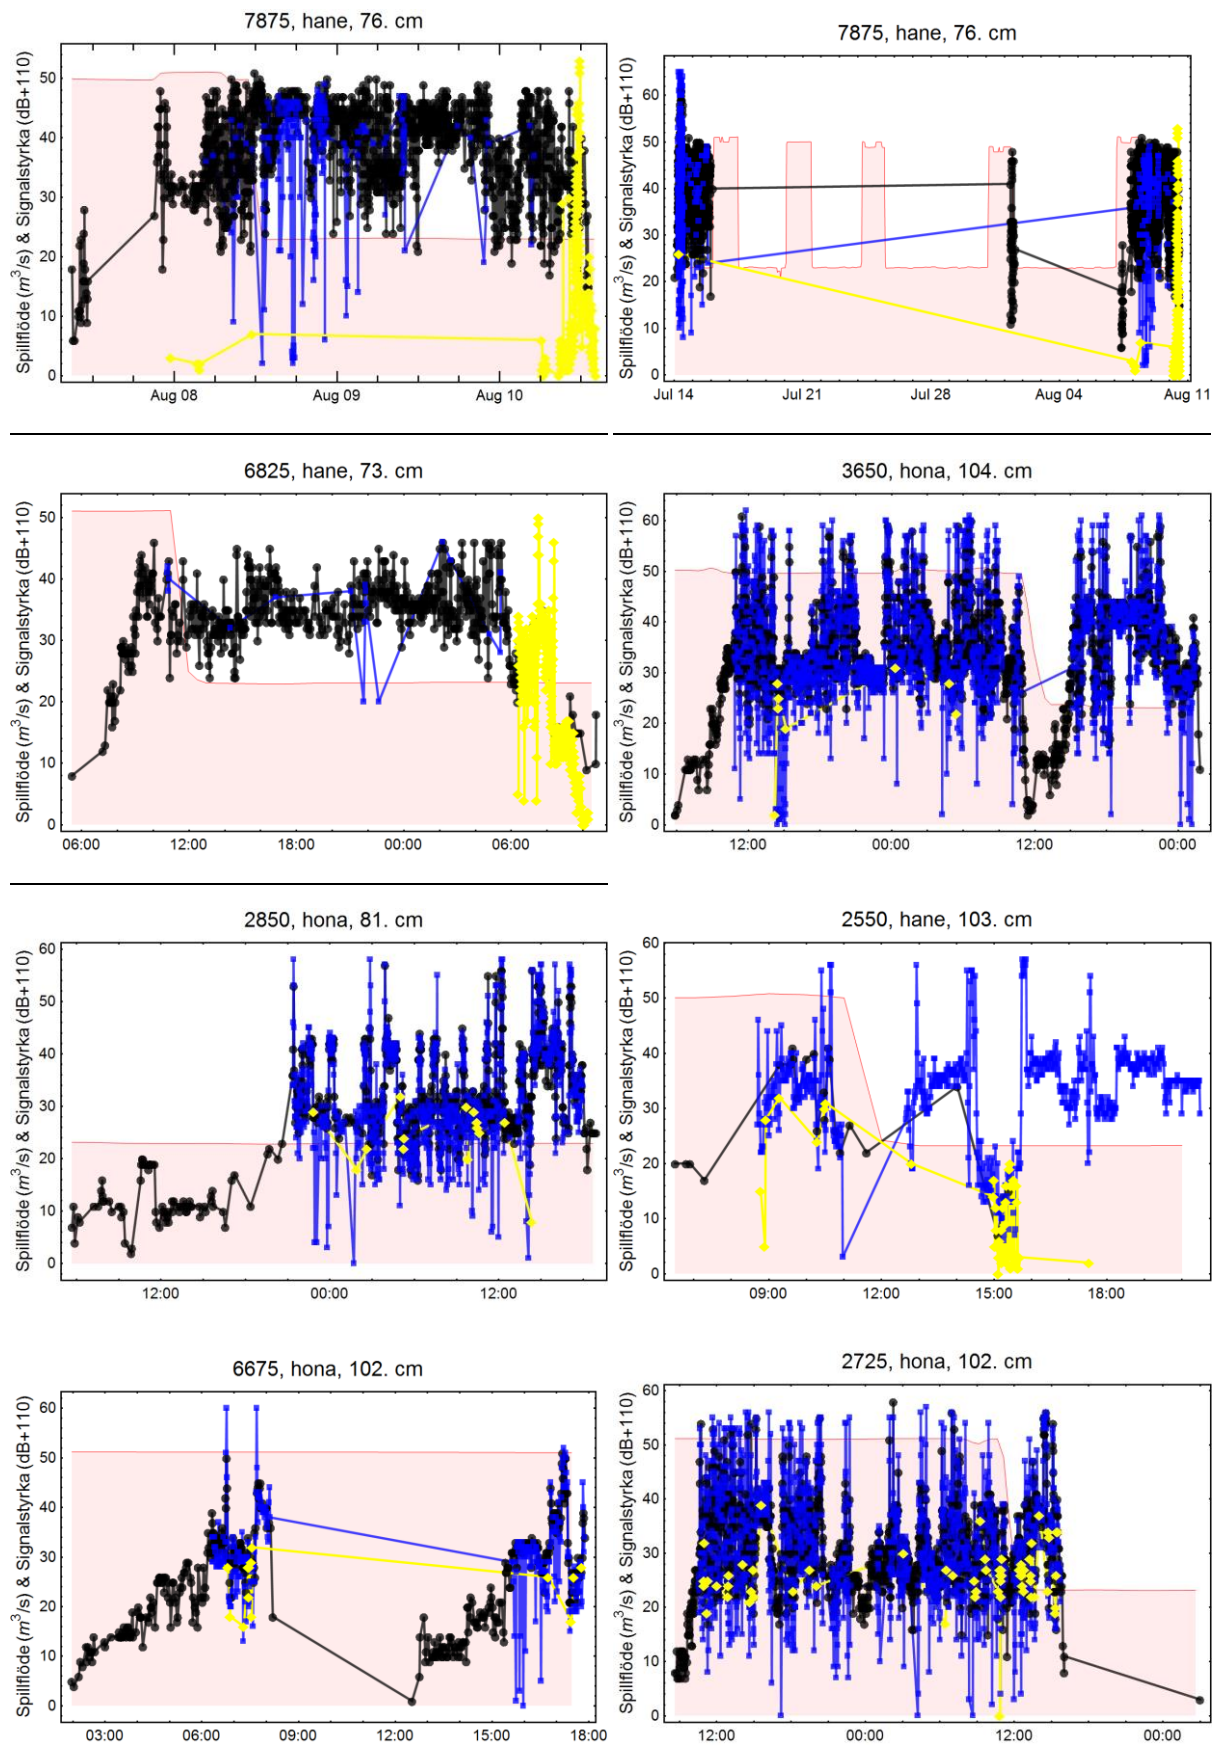 7875, hane, 76. cm
Spillflöde (m³/s) & Signalstyrka (dB+110)
50
40
30
20
10
0
Aug 08 Aug 09 Aug 10
7875, hane, 76. cm
Spillflöde (m³/s) & Signalstyrka (dB+110)
60
50
40
30
20
10
0
Jul 14 Jul 21 Jul 28 Aug 04 Aug 11
6825, hane, 73. cm
Spillflöde (m³/s) & Signalstyrka (dB+110)
50
40
30
20
10
0
06:00 12:00 18:00 00:00 06:00
3650, hona, 104. cm
Spillflöde (m³/s) & Signalstyrka (dB+110)
60
50
40
30
20
10
0
12:00 00:00 12:00 00:00
2850, hona, 81. cm
Spillflöde (m³/s) & Signalstyrka (dB+110)
60
50
40
30
20
10
0
12:00 00:00 12:00
2550, hane, 103. cm
Spillflöde (m³/s) & Signalstyrka (dB+110)
60
50
40
30
20
10
0
09:00 12:00 15:00 18:00
6675, hona, 102. cm
Spillflöde (m³/s) & Signalstyrka (dB+110)
60
50
40
30
20
10
0
03:00 06:00 09:00 12:00 15:00 18:00
2725, hona, 102. cm
Spillflöde (m³/s) & Signalstyrka (dB+110)
60
50
40
30
20
10
0
12:00 00:00 12:00 00:00